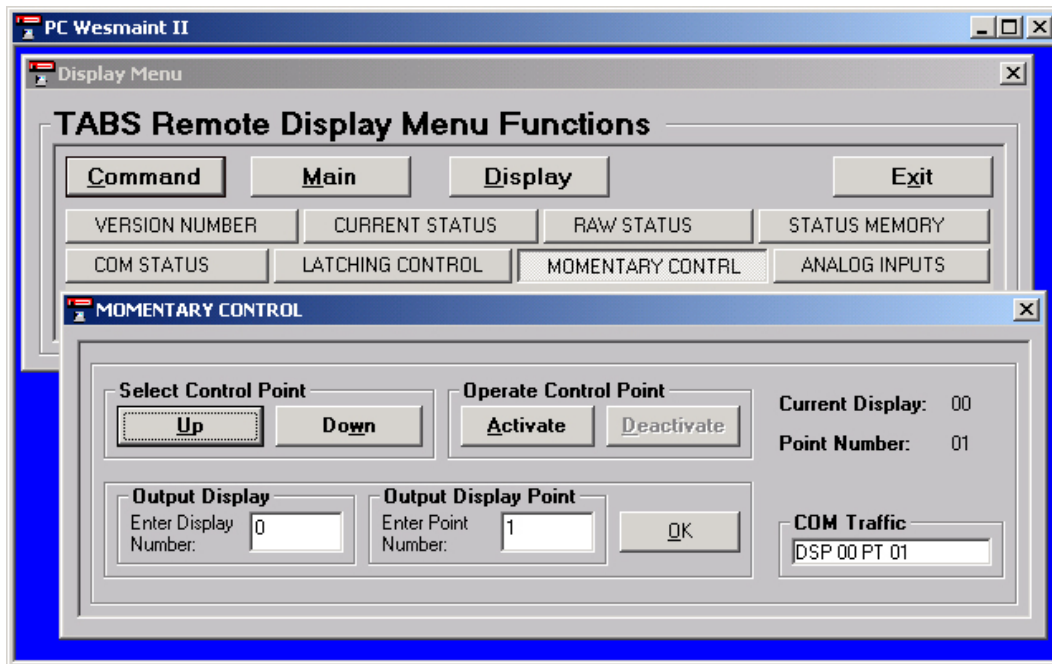 PC Wesmaint II
Display Menu
TABS Remote Display Menu Functions
Command Main Display Exit
VERSION NUMBER CURRENT STATUS RAW STATUS STATUS MEMORY
COM STATUS LATCHING CONTROL MOMENTARY CONTRL ANALOG INPUTS
MOMENTARY CONTROL
Select Control Point Operate Control Point
Up Down Activate Deactivate
Current Display: 00
Point Number: 01
Output Display Output Display Point
Enter Display Number: 0 Enter Point Number: 1 OK
COM Traffic
DSP 00 PT 01